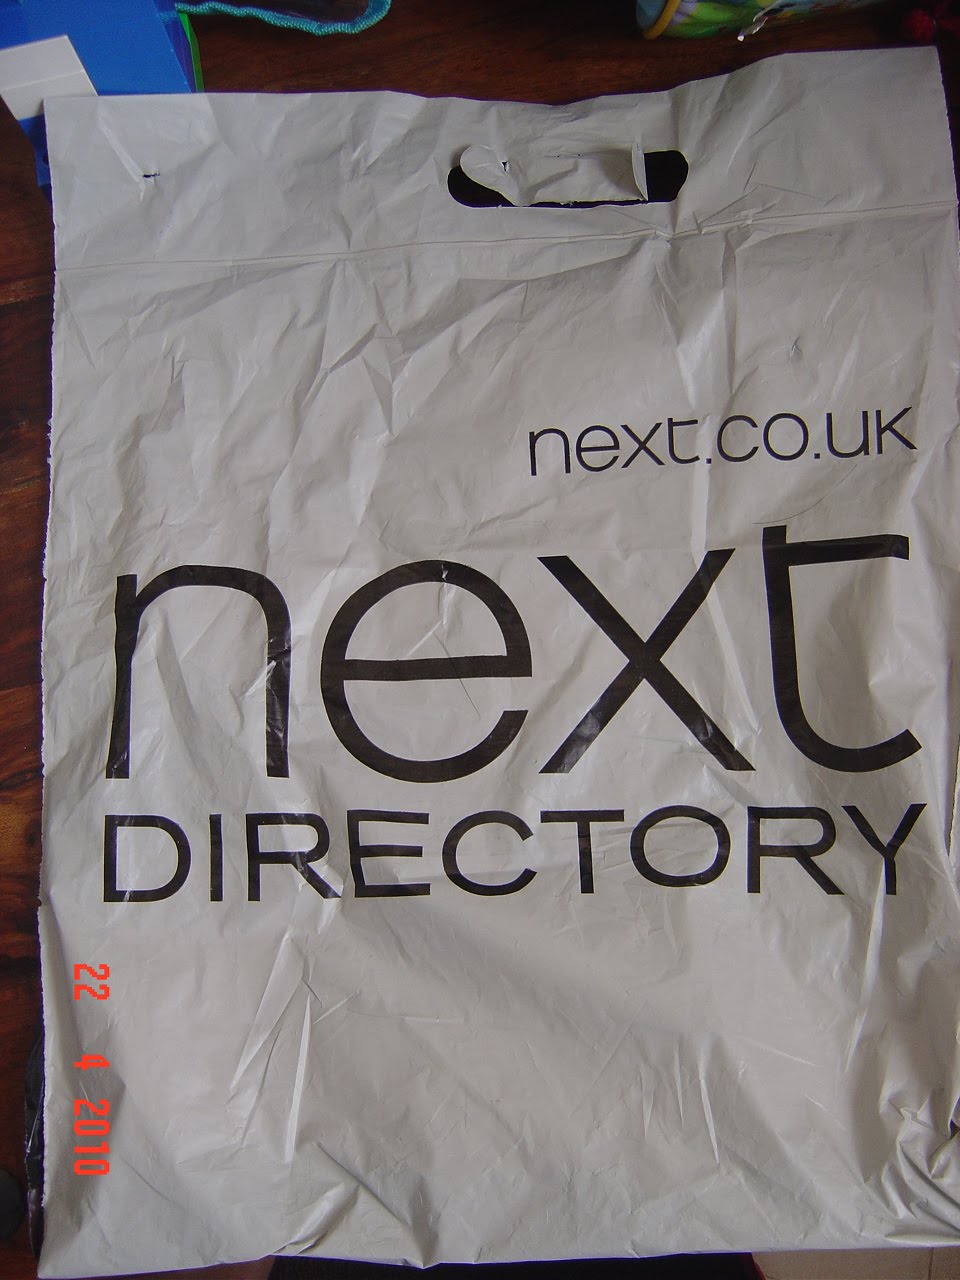 next.co.uk
next
DIRECTORY
22 4 2010